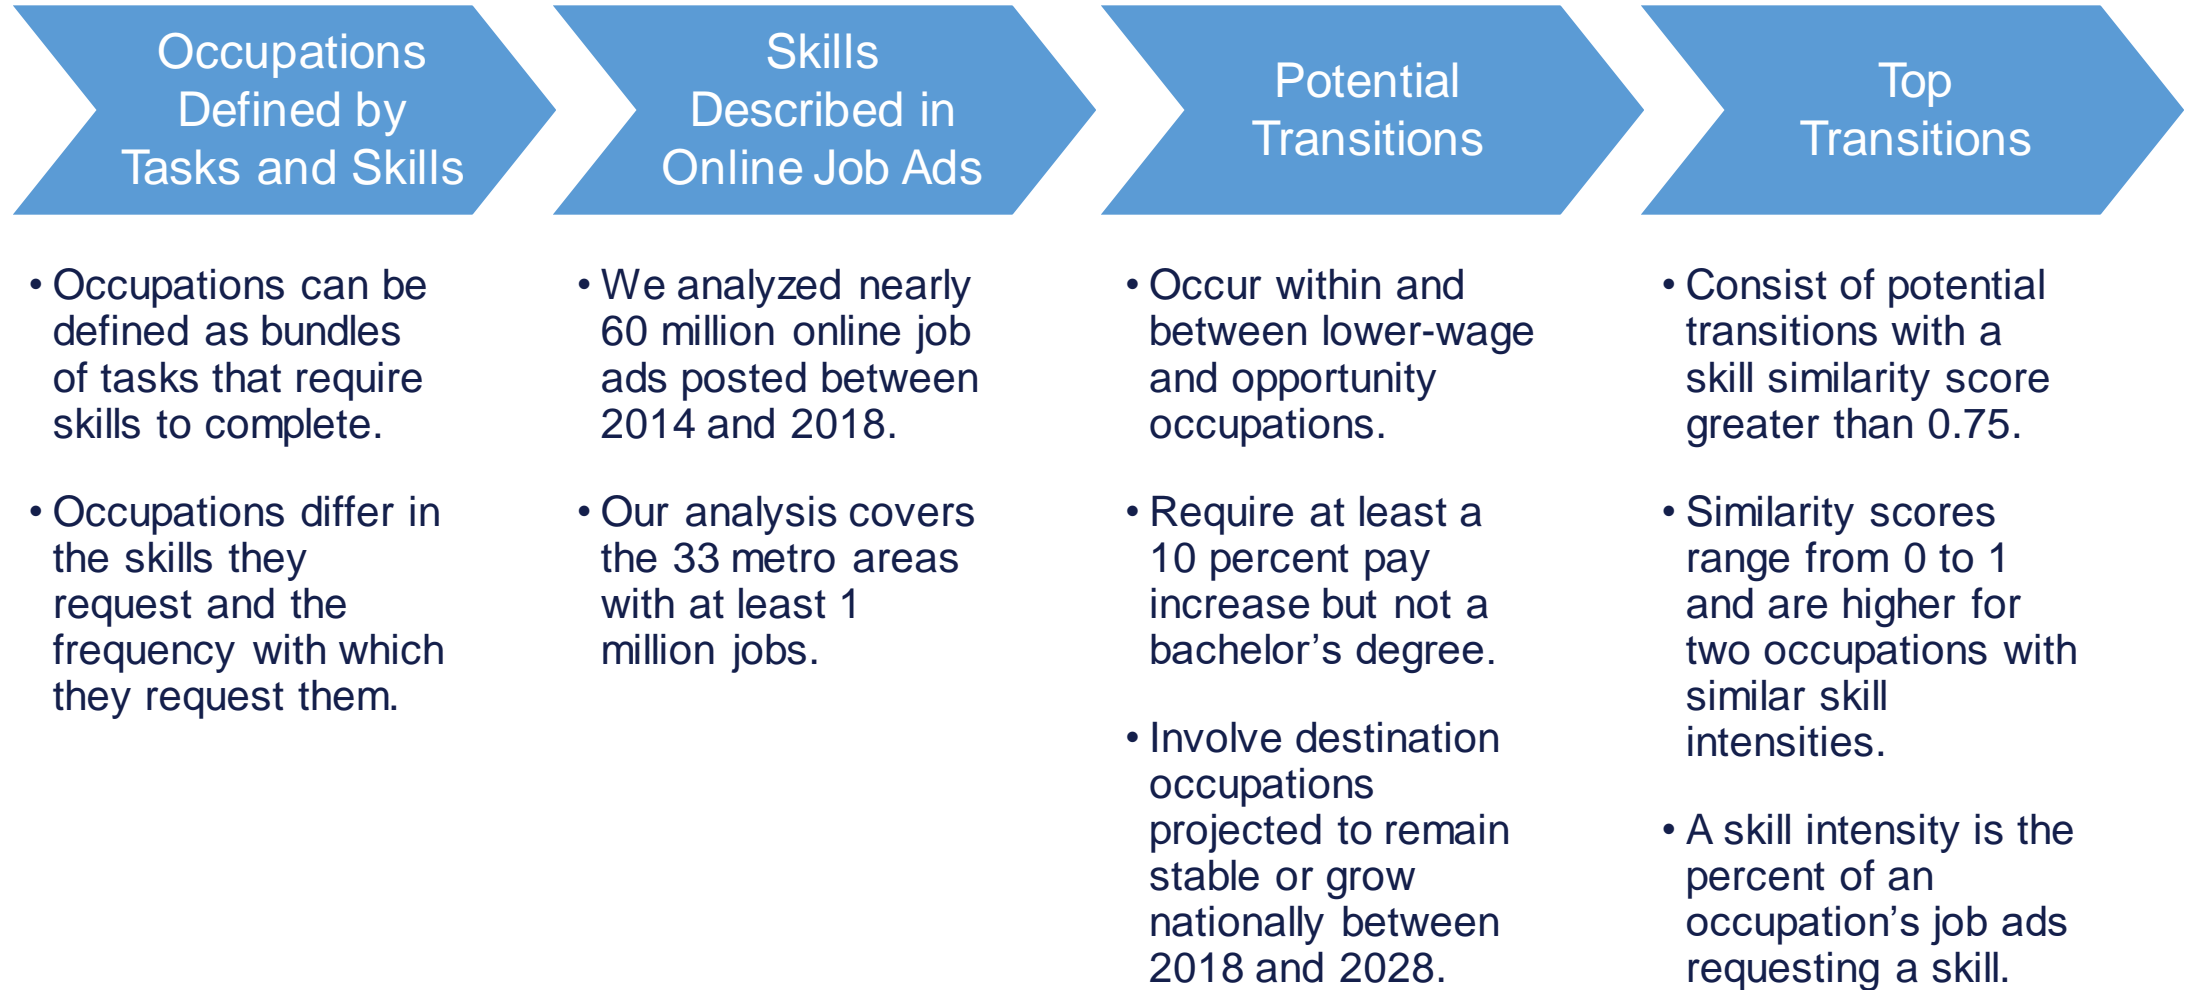 Occupations
Defined by
Tasks and Skills
Skills
Described in
Online Job Ads
Potential
Transitions
Top
Transitions
• Occupations can be
defined as bundles
of tasks that require
skills to complete.
• Occupations differ in
the skills they
request and the
frequency with which
they request them.
• We analyzed nearly
60 million online job
ads posted between
2014 and 2018.
• Our analysis covers
the 33 metro areas
with at least 1
million jobs.
• Occur within and
between lower-wage
and opportunity
occupations.
• Require at least a
10 percent pay
increase but not a
bachelor’s degree.
• Involve destination
occupations
projected to remain
stable or grow
nationally between
2018 and 2028.
• Consist of potential
transitions with a
skill similarity score
greater than 0.75.
• Similarity scores
range from 0 to 1
and are higher for
two occupations with
similar skill
intensities.
• A skill intensity is the
percent of an
occupation’s job ads
requesting a skill.